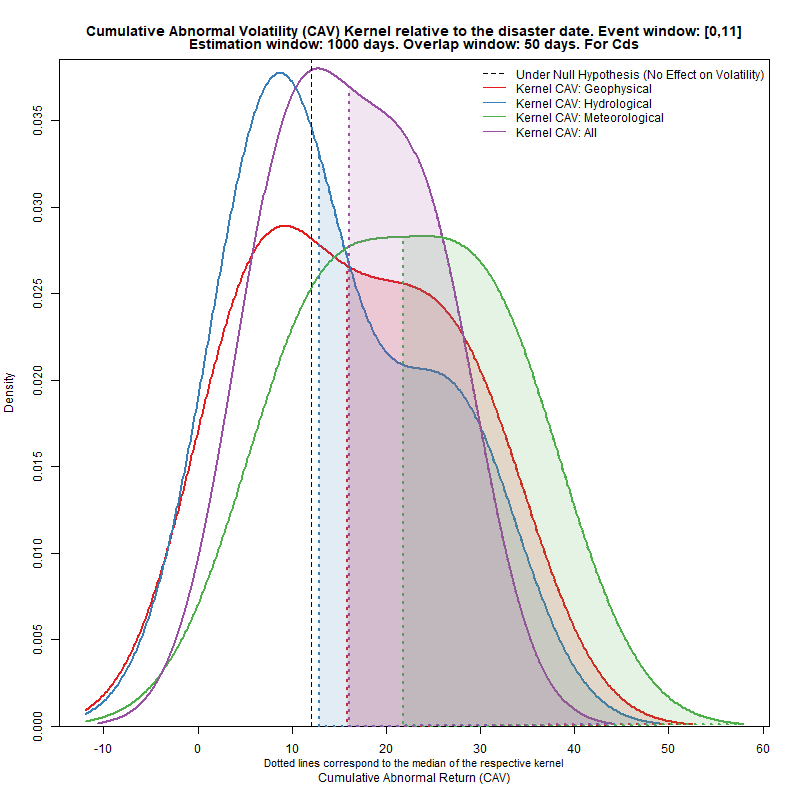 Cumulative Abnormal Volatility (CAV) Kernel relative to the disaster date. Event window: [0,11]
Estimation window: 1000 days. Overlap window: 50 days. For Cds
Under Null Hypothesis (No Effect on Volatility)
Kernel CAV: Geophysical
Kernel CAV: Hydrological
Kernel CAV: Meteorological
Kernel CAV: All
Density
0.035
0.030
0.025
0.020
0.015
0.010
0.005
0.000
-10 0 10 20 30 40 50 60
Dotted lines correspond to the median of the respective kernel
Cumulative Abnormal Return (CAV)